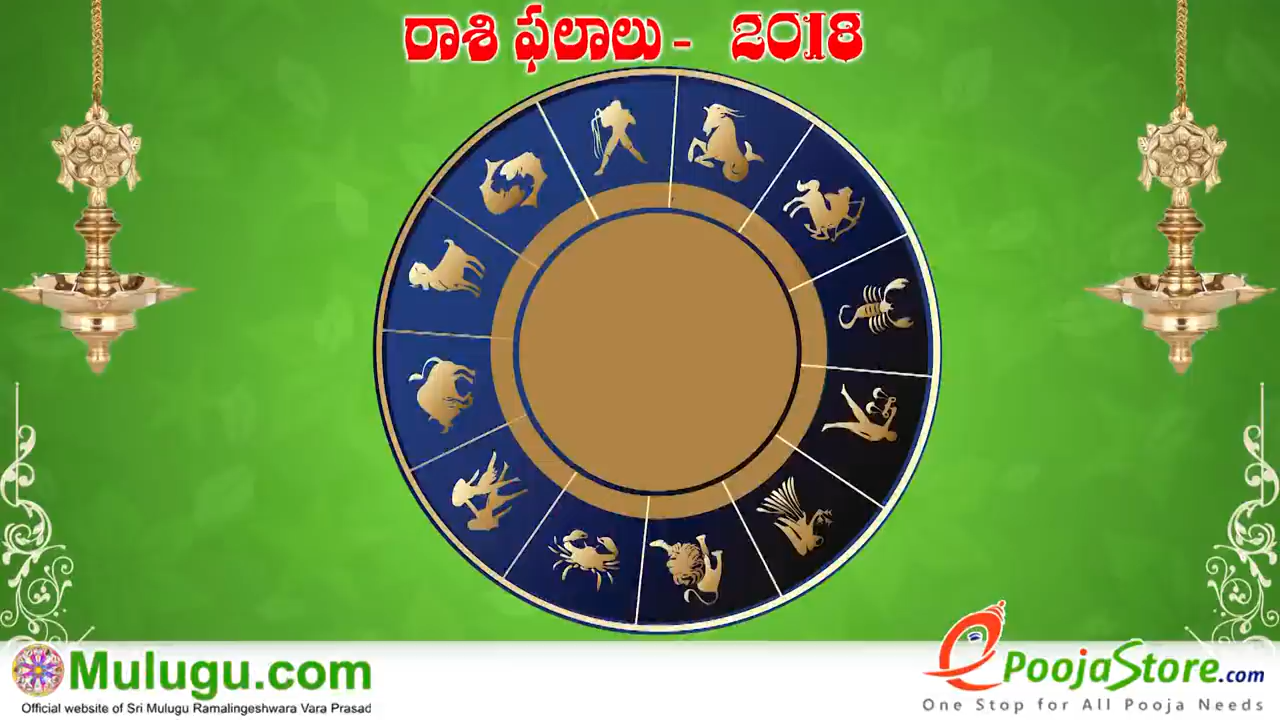 రాశి ఫలాలు - 2018
Mulugu.com
Official website of Sri Mulugu Ramalingeshwara Vara Prasad
ePoojaStore.com
One Stop for All Pooja Needs